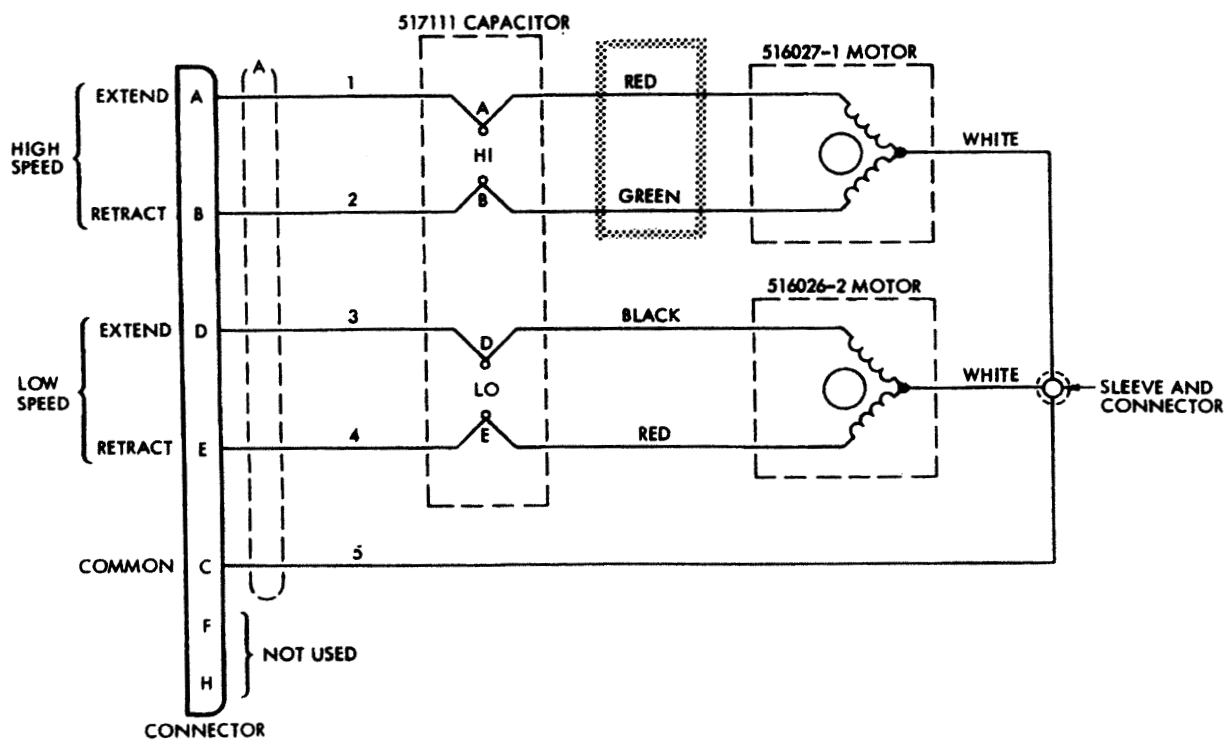 517111 CAPACITOR
516027-1 MOTOR
A
HIGH
SPEED
EXTEND
A
1
A
RED
HI
WHITE
RETRACT
B
2
B
GREEN
516026-2 MOTOR
LOW
SPEED
EXTEND
D
3
D
BLACK
LO
WHITE
SLEEVE AND
CONNECTOR
RETRACT
E
4
E
RED
COMMON
C
5
F
H
NOT USED
CONNECTOR